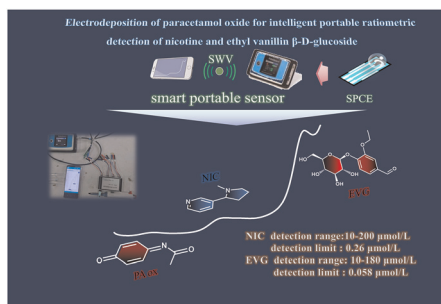 Electrodeposition of paracetamol oxide for intelligent portable ratiometric
detection of nicotine and ethyl vanillin β-D-glucoside
SWV
smart portable sensor
SPCE
NIC
EVG
PA ox
NIC detection range:10-200 μmol/L
detection limit : 0.26 μmol/L
EVG detection range: 10-180 μmol/L
detection limit : 0.058 μmol/L